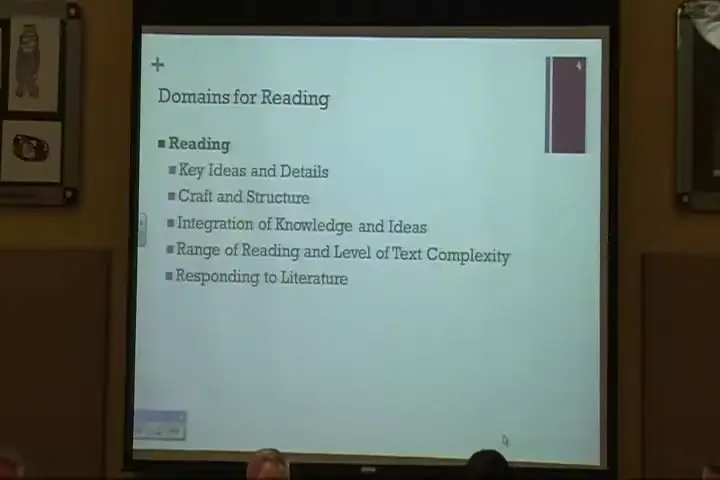 4
Domains for Reading
Reading
Key Ideas and Details
Craft and Structure
Integration of Knowledge and Ideas
Range of Reading and Level of Text Complexity
Responding to Literature